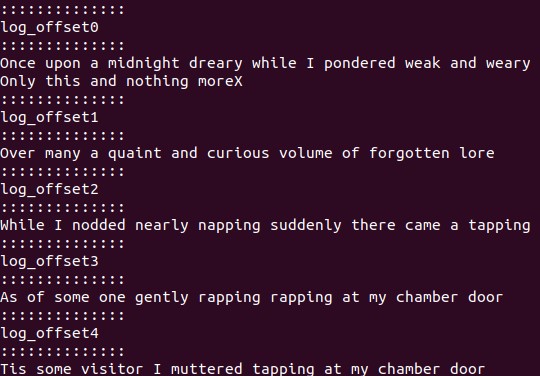 ::::::::::::::
log_offset0
::::::::::::::
Once upon a midnight dreary while I pondered weak and weary
Only this and nothing moreX
::::::::::::::
log_offset1
::::::::::::::
Over many a quaint and curious volume of forgotten lore
::::::::::::::
log_offset2
::::::::::::::
While I nodded nearly napping suddenly there came a tapping
::::::::::::::
log_offset3
::::::::::::::
As of some one gently rapping rapping at my chamber door
::::::::::::::
log_offset4
::::::::::::::
Tis some visitor I muttered tapping at my chamber door